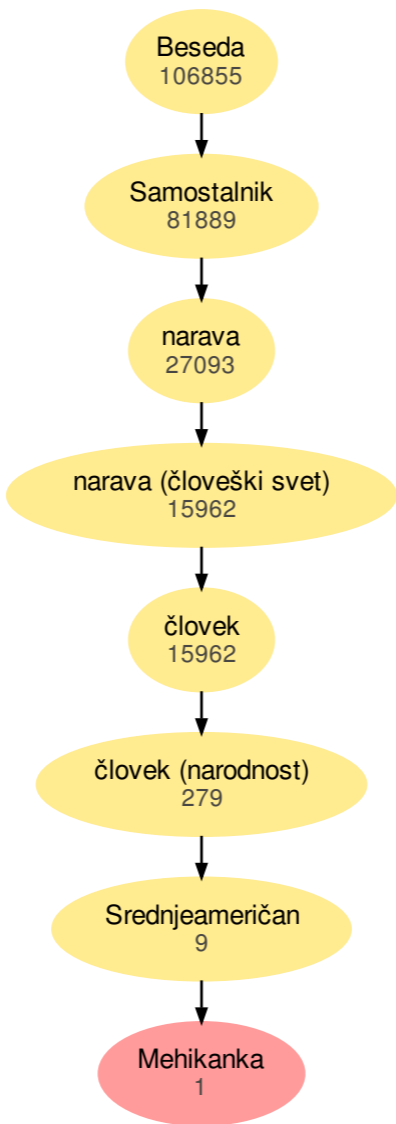 Beseda
106855
Samostalnik
81889
narava
27093
narava (človeški svet)
15962
človek
15962
človek (narodnost)
279
Srednjeameričan
9
Mehikanka
1